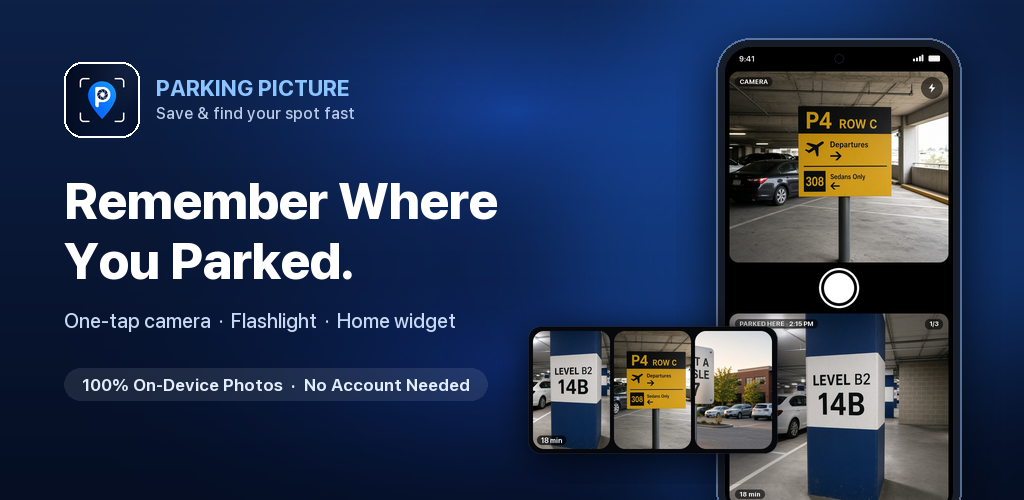 PARKING PICTURE
Save & find your spot fast
Remember Where
You Parked.
One-tap camera · Flashlight · Home widget
100% On-Device Photos · No Account Needed
9:41
CAMERA
P4 ROW C
Departures
→
308 Sedans Only
←
PARKED HERE · 2:15 PM
1/3
LEVEL B2
14B
18 min
LEVEL B2
14B
18 min
P4 ROW C
Departures
→
308 Sedans Only
←
T A
SLE
7